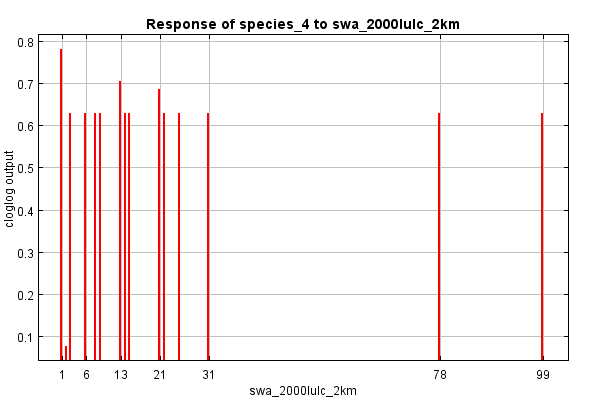 Response of species_4 to swa_2000lulc_2km
0.8
0.7
0.6
0.5
0.4
0.3
0.2
0.1
cloglog output
1 6 13 21 31 78 99
swa_2000lulc_2km